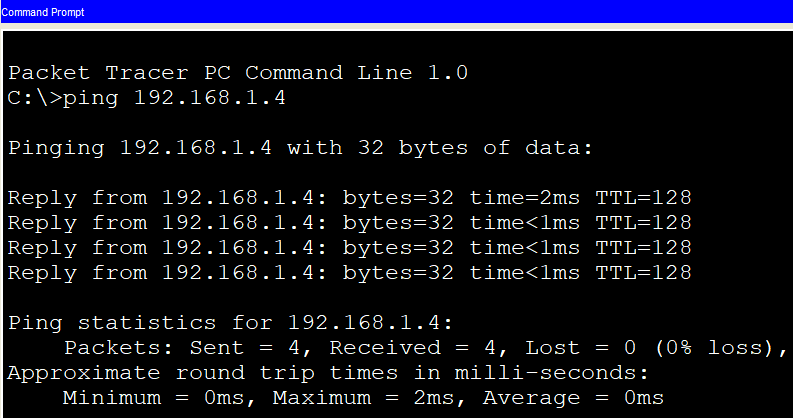 Command Prompt
Packet Tracer PC Command Line 1.0
C:\>ping 192.168.1.4
Pinging 192.168.1.4 with 32 bytes of data:
Reply from 192.168.1.4: bytes=32 time=2ms TTL=128
Reply from 192.168.1.4: bytes=32 time<1ms TTL=128
Reply from 192.168.1.4: bytes=32 time<1ms TTL=128
Reply from 192.168.1.4: bytes=32 time<1ms TTL=128
Ping statistics for 192.168.1.4:
    Packets: Sent = 4, Received = 4, Lost = 0 (0% loss),
Approximate round trip times in milli-seconds:
    Minimum = 0ms, Maximum = 2ms, Average = 0ms